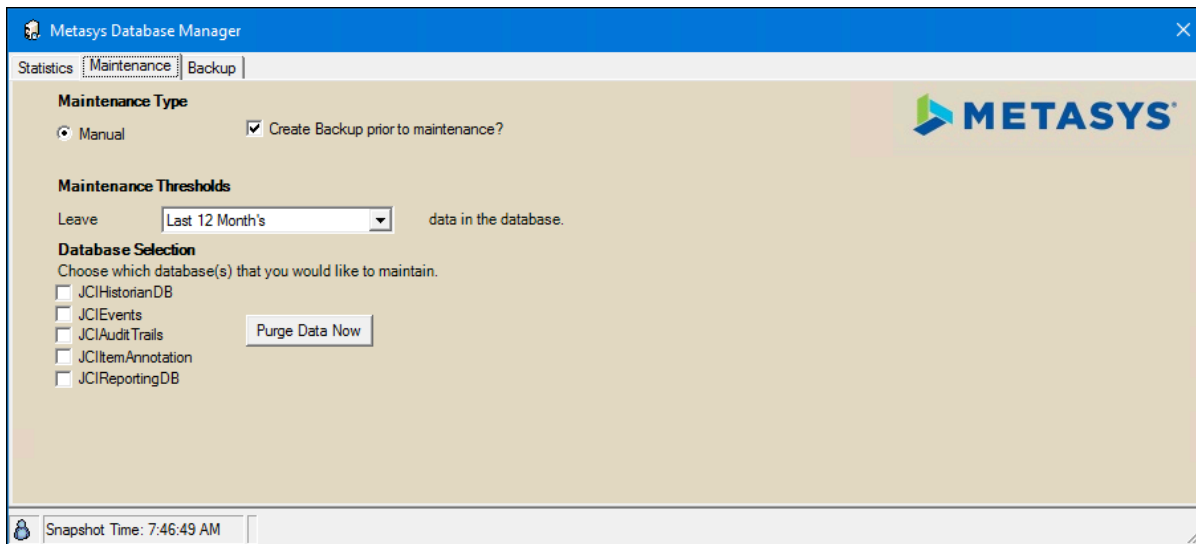 Metasys Database Manager
Statistics Maintenance Backup
Maintenance Type
METASYS®
Manual Create Backup prior to maintenance?
Maintenance Thresholds
Leave Last 12 Month's data in the database.
Database Selection
Choose which database(s) that you would like to maintain.
JCIHistorianDB
JCIEvents
JCIAuditTrails
Purge Data Now
JCIItemAnnotation
JCIReportingDB
Snapshot Time: 7:46:49 AM